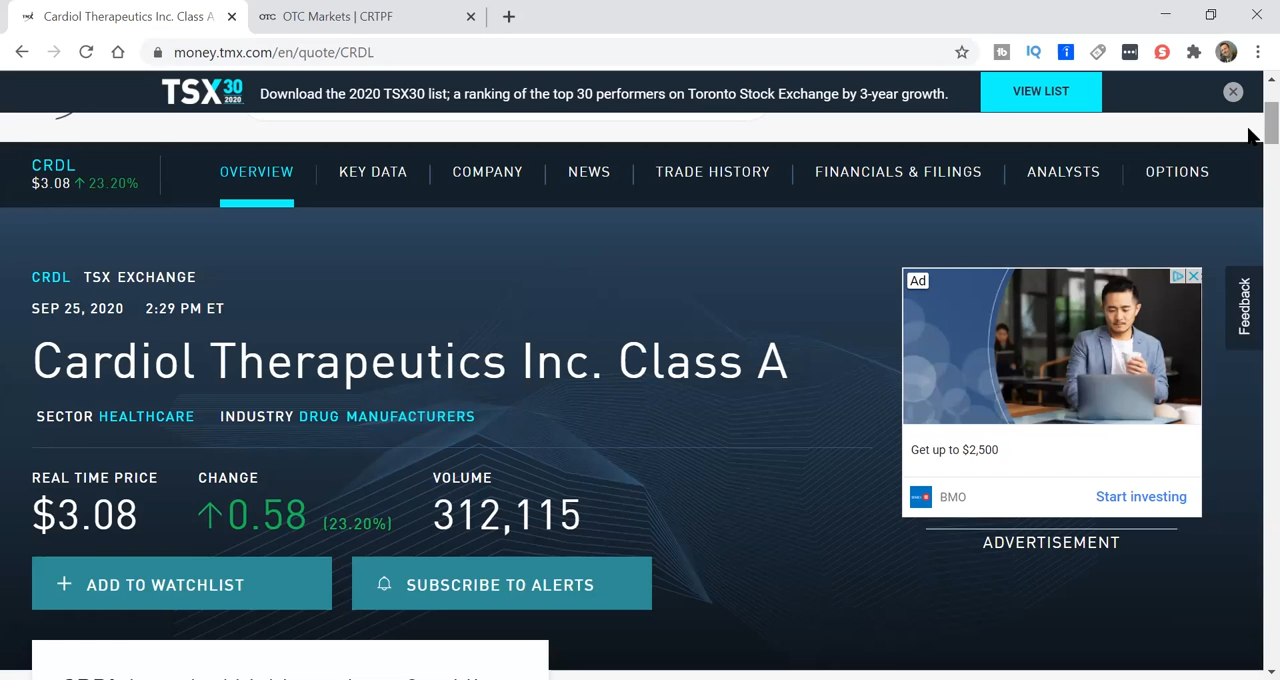 Cardiol Therapeutics Inc. Class A
OTC OTC Markets | CRTPF
money.tmx.com/en/quote/CRDL
TSX30 2020
Download the 2020 TSX30 list; a ranking of the top 30 performers on Toronto Stock Exchange by 3-year growth.
VIEW LIST
CRDL
$3.08 ↑ 23.20%
OVERVIEW
KEY DATA
COMPANY
NEWS
TRADE HISTORY
FINANCIALS & FILINGS
ANALYSTS
OPTIONS
CRDL TSX EXCHANGE
SEP 25, 2020 2:29 PM ET
Cardiol Therapeutics Inc. Class A
SECTOR HEALTHCARE INDUSTRY DRUG MANUFACTURERS
REAL TIME PRICE
CHANGE
VOLUME
$3.08
↑0.58 (23.20%)
312,115
+ ADD TO WATCHLIST
SUBSCRIBE TO ALERTS
Ad
Get up to $2,500
BMO
Start investing
ADVERTISEMENT
Feedback